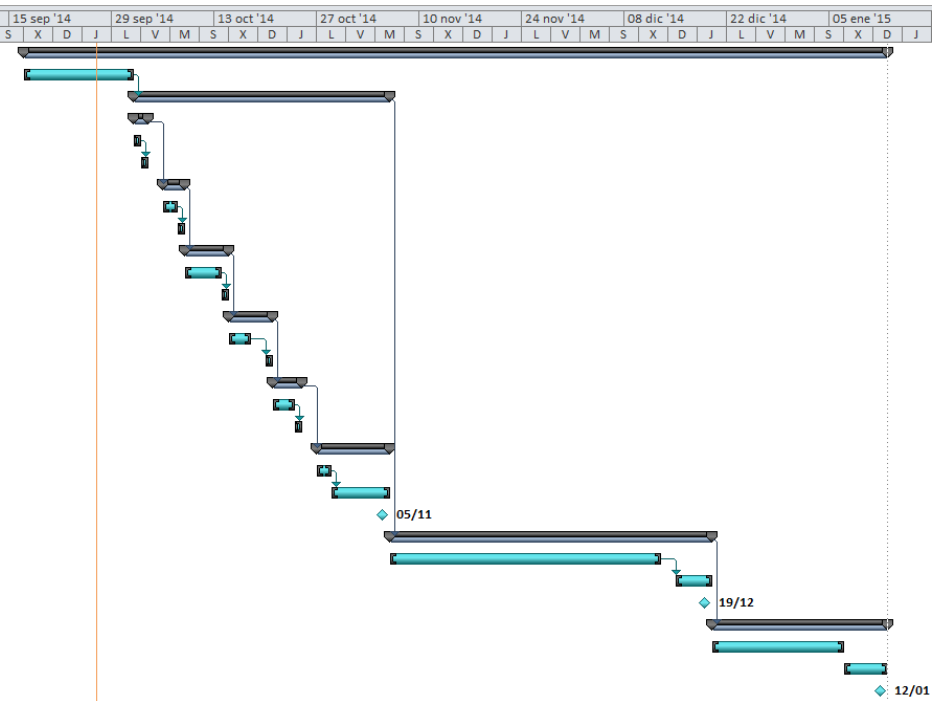 15 sep '14 29 sep '14 13 oct '14 27 oct '14 10 nov '14 24 nov '14 08 dic '14 22 dic '14 05 ene '15
S X D J L V M S X D J L V M S X D J L V M S X D J L V M S X D J
05/11
19/12
12/01